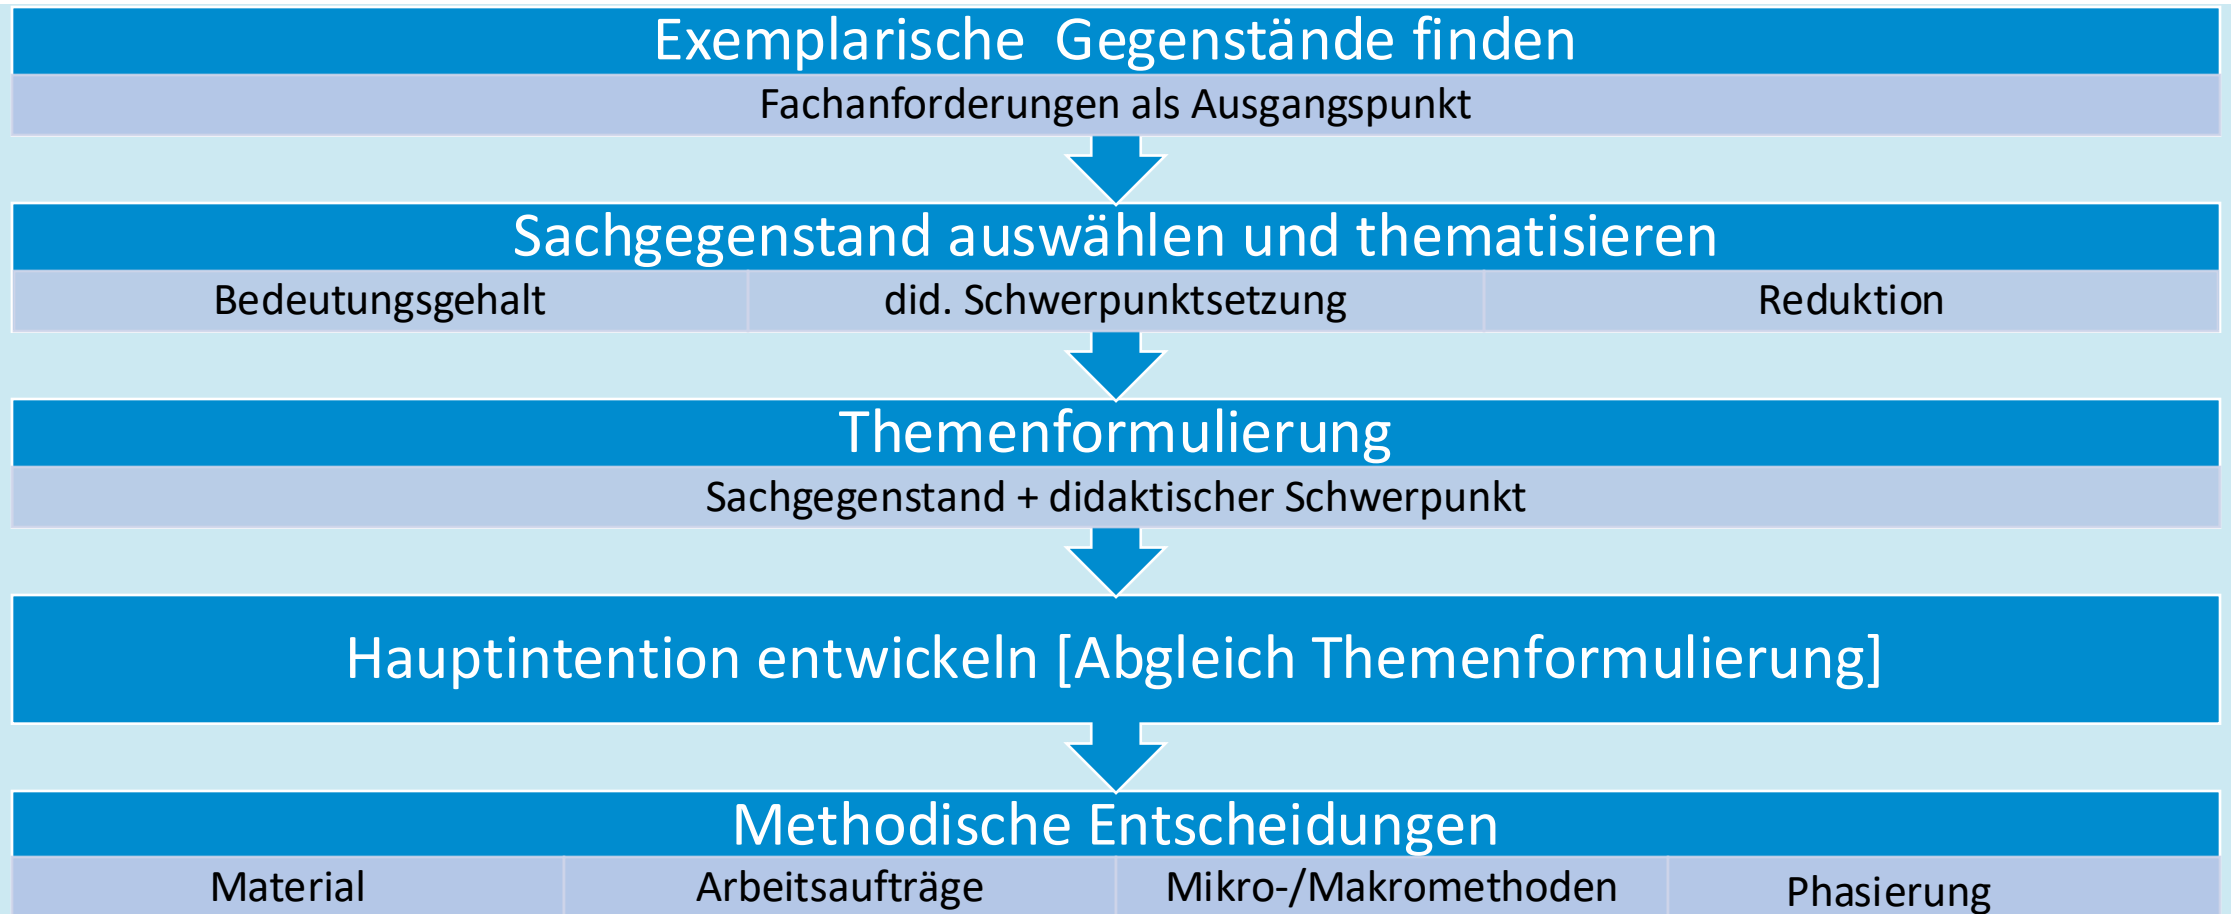 Exemplarische Gegenstände finden
Fachanforderungen als Ausgangspunkt
Sachgegenstand auswählen und thematisieren
Bedeutungsgehalt did. Schwerpunktsetzung Reduktion
Themenformulierung
Sachgegenstand + didaktischer Schwerpunkt
Hauptintention entwickeln [Abgleich Themenformulierung]
Methodische Entscheidungen
Material Arbeitsaufträge Mikro-/Makromethoden Phasierung